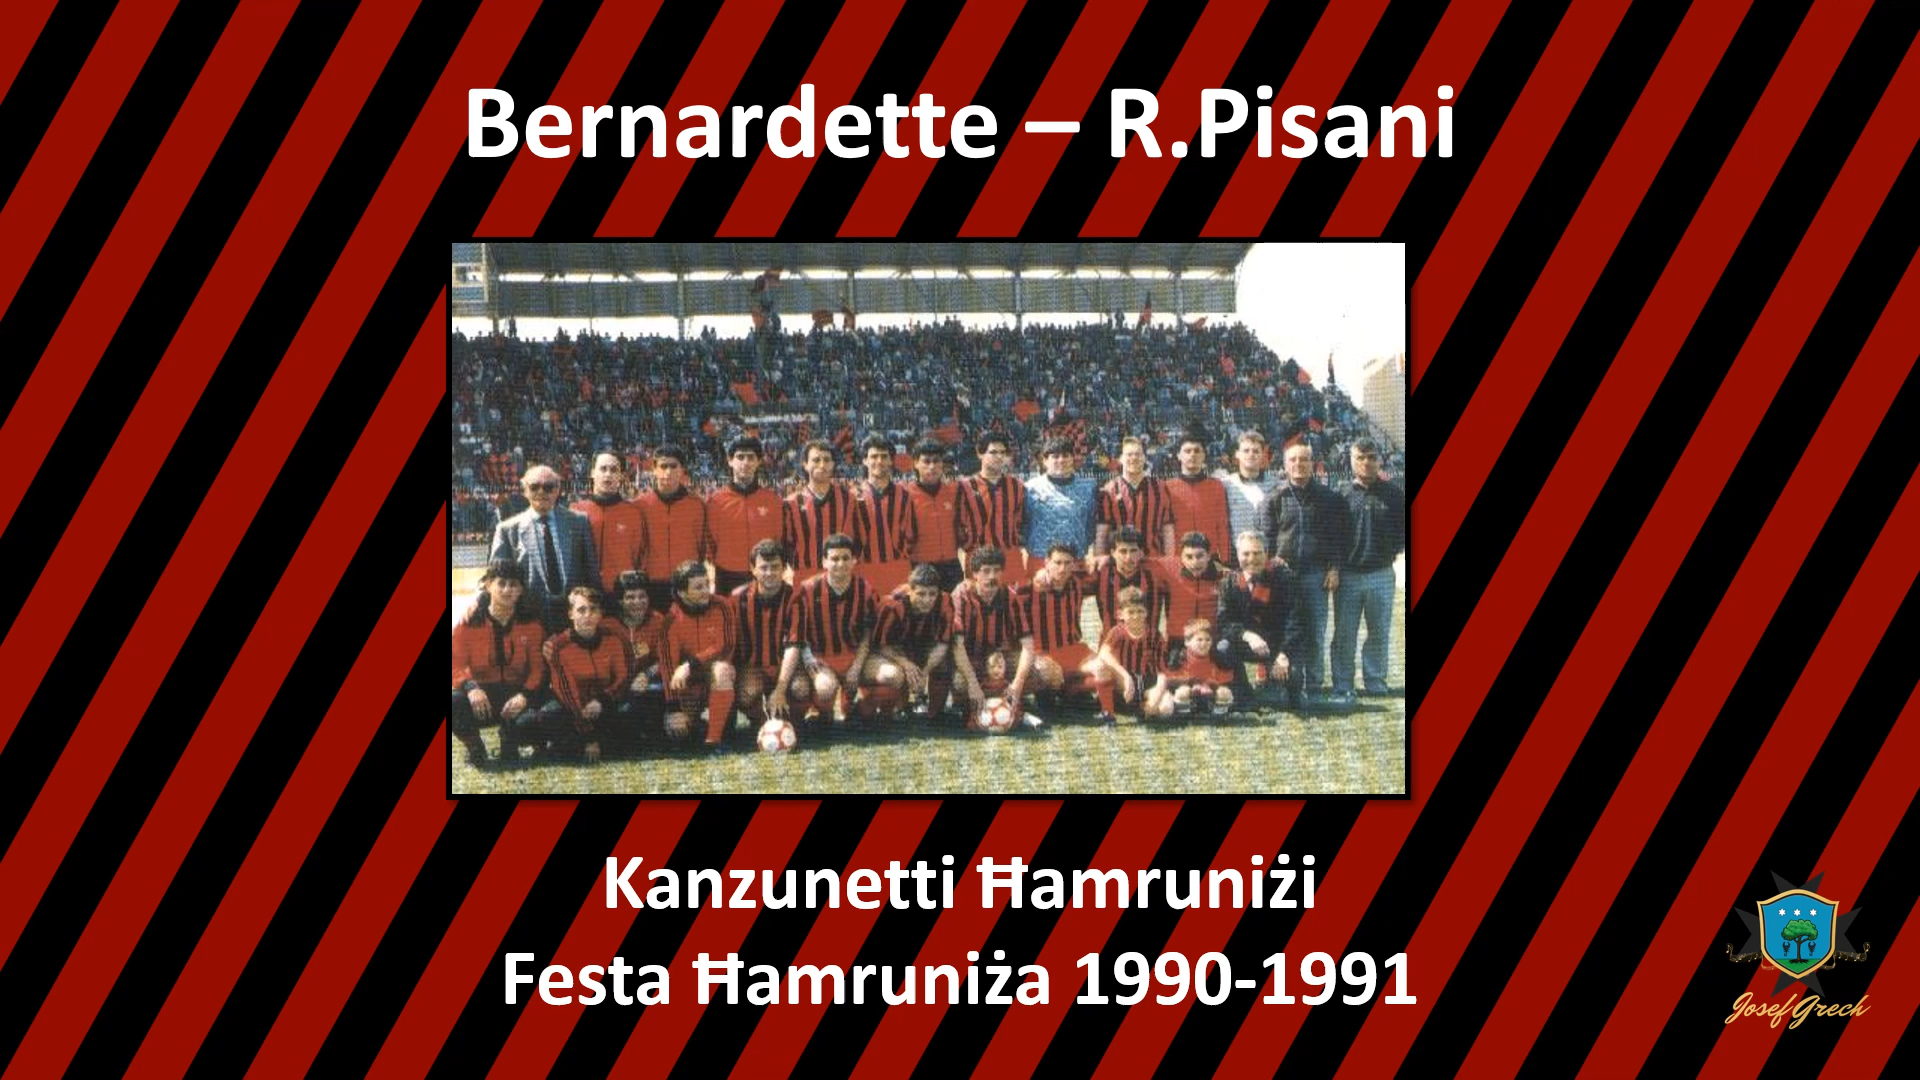 Bernardette – R.Pisani
Kanzunetti Ħamruniżi
Festa Ħamruniża 1990-1991
Josef Grech